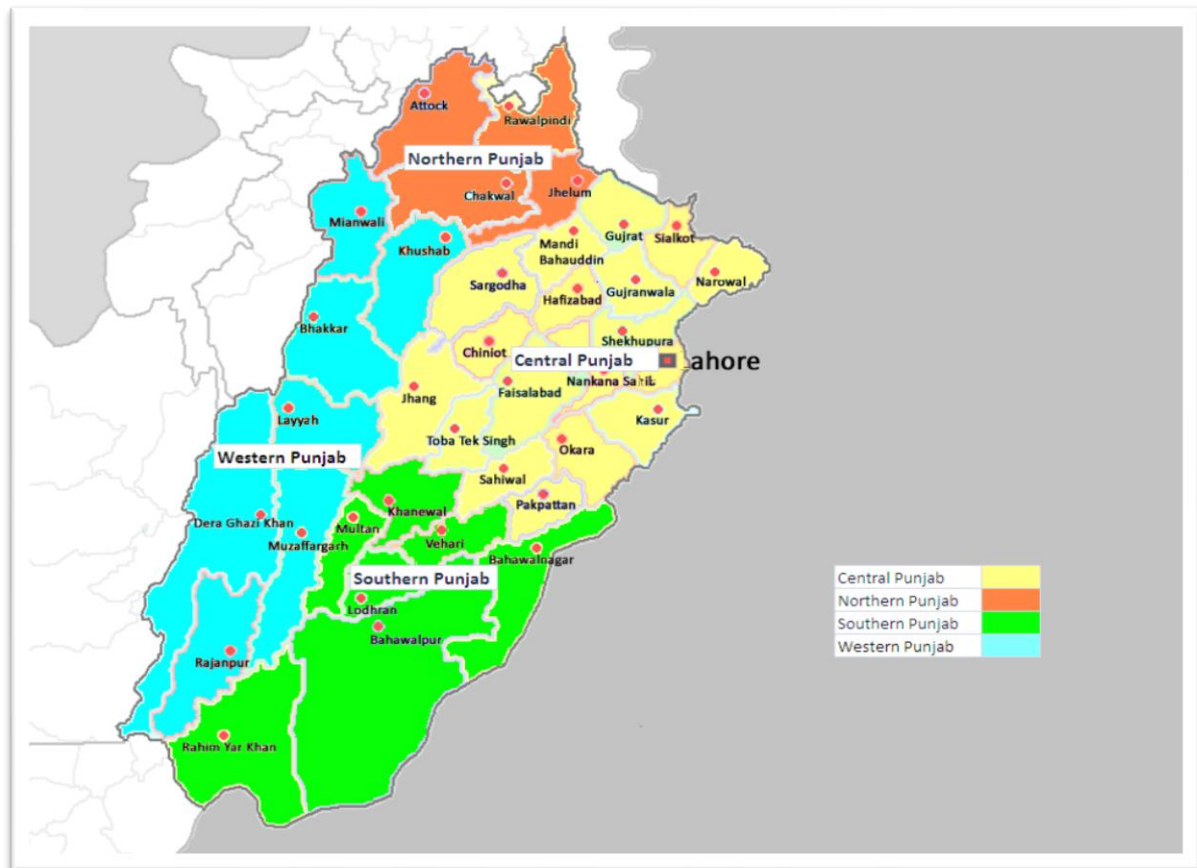 Attock
Rawalpindi
Northern Punjab
Chakwal
Jhelum
Mianwali
Khushab
Gujrat
Sialkot
Mandi
Bahauddin
Sargodha
Hafizabad
Gujranwala
Narowal
Bhakkar
Shekhupura
Chiniot
Central Punjab
ahore
Nankana Sahib
Jhang
Faisalabad
Layyah
Kasur
Toba Tek Singh
Okara
Western Punjab
Sahiwal
Pakpattan
Khanewal
Dera Ghazi Khan
Multan
Muzaffargarh
Vehari
Bahawalnagar
Southern Punjab
Lodhran
Bahawalpur
Rajanpur
Rahim Yar Khan
Central Punjab
Northern Punjab
Southern Punjab
Western Punjab